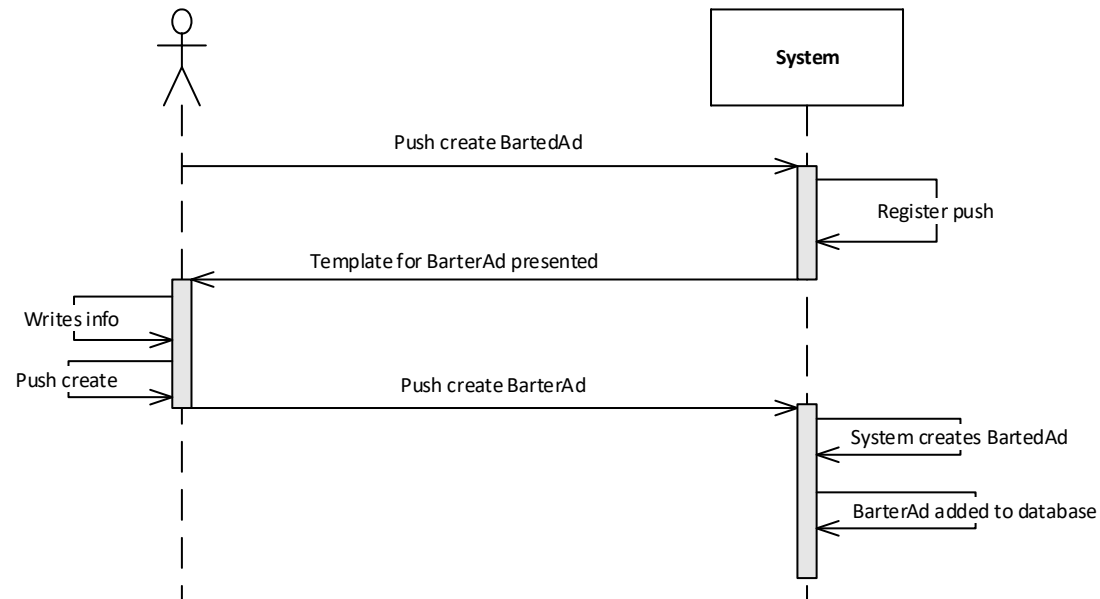 System
Push create BartedAd
Register push
Template for BarterAd presented
Writes info
Push create
Push create BarterAd
System creates BartedAd
BarterAd added to database